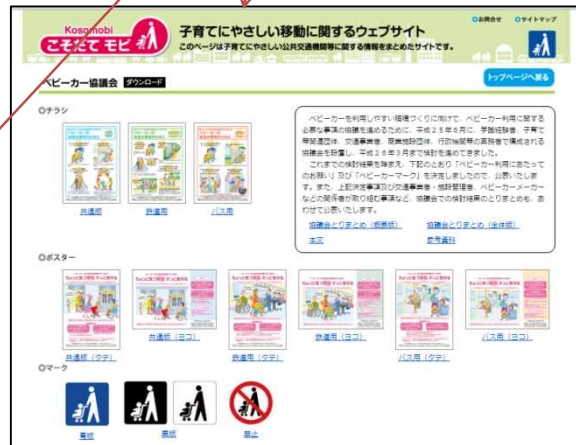 Kosomobi
こそだて モビ
子育てにやさしい移動に関するウェブサイト
このページは子育てにやさしい公共交通機関等に関する情報をまとめたサイトです。
お問合せ サイトマップ
ベビーカー協議会 ダウンロード
トップページへ戻る
○チラシ
共通版 鉄道用 バス用
ベビーカーを利用しやすい環境づくりに向けて、ベビーカー利用に関する
必要な事項の協議を進めるために、平成25年6月に、学識経験者、子育て
等関連団体、交通事業者、商業施設団体、行政機関等の実務者で構成される
協議会を設置し、平成26年3月まで検討を進めてきました。
これまでの検討結果を踏まえ、下記のとおり「ベビーカー利用にあたって
のお願い」及び「ベビーカーマーク」を決定しましたので、公表いたしま
す。また、上記決定事項及び交通事業者・施設管理者、ベビーカーメーカー
などの関係者が取り組む事項など、協議会での検討結果のとりまとめも、あ
わせて公表いたします。
協議会とりまとめ(概要版) 協議会とりまとめ(全体版)
本文 参考資料
○ポスター
共通版(タテ) 共通版(ヨコ) 鉄道用(タテ) 鉄道用(ヨコ) バス用(タテ) バス用(ヨコ)
○マーク
青版 黒版 禁止